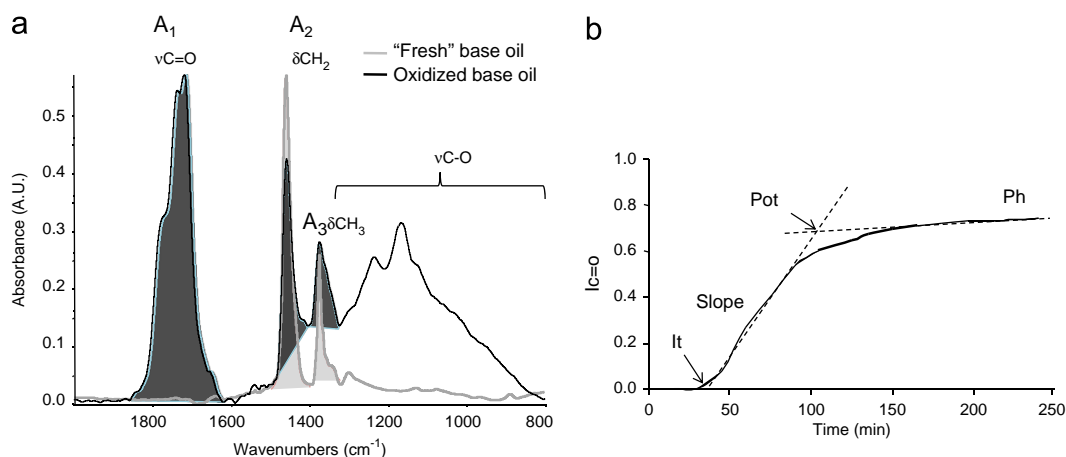 a
A1
νC=O
A2
δCH2
"Fresh" base oil
Oxidized base oil
νC-O
A3 δCH3
Absorbance (A.U.)
0.5
0.4
0.3
0.2
0.1
0.0
1800 1600 1400 1200 1000 800
Wavenumbers (cm-1)
b
Pot
Ph
Slope
It
IC=O
1.0
0.8
0.6
0.4
0.2
0.0
0 50 100 150 200 250
Time (min)